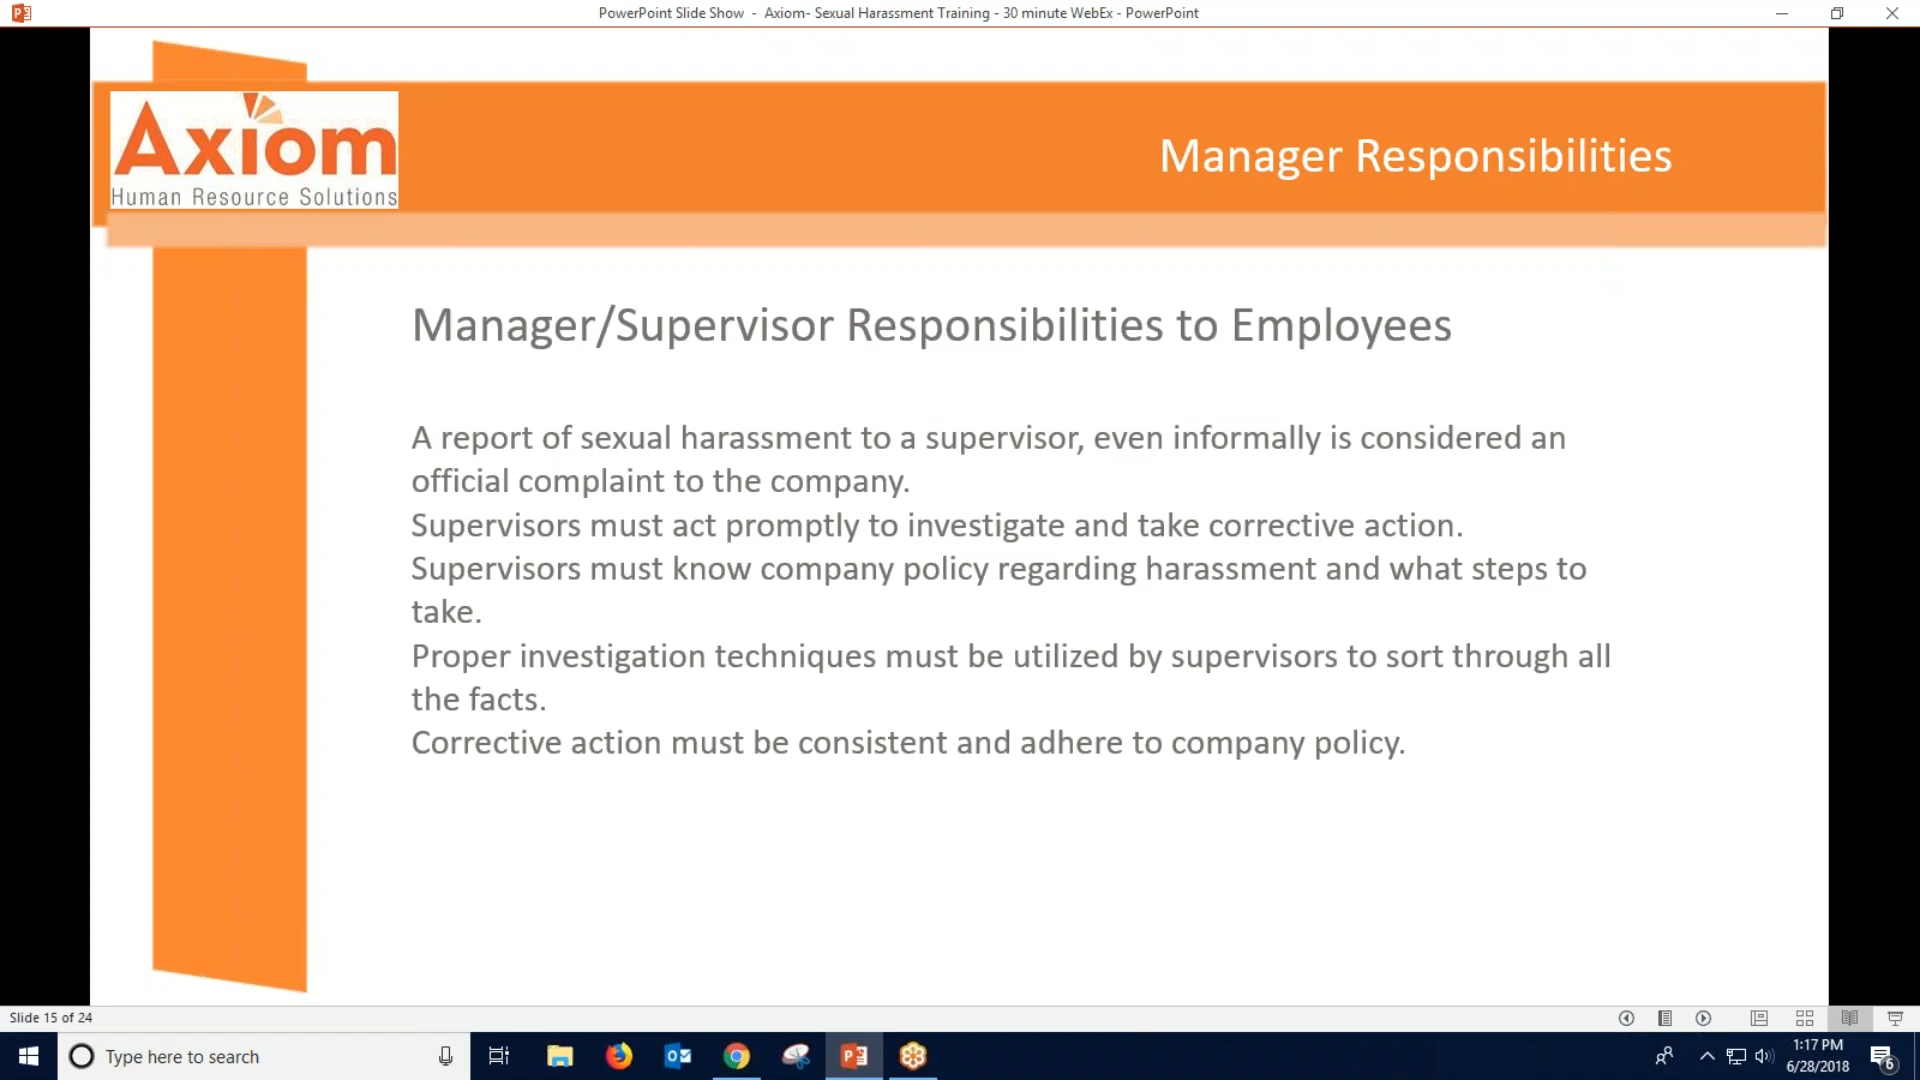 PowerPoint Slide Show - Axiom- Sexual Harassment Training - 30 minute WebEx - PowerPoint
Axiom
Human Resource Solutions
Manager Responsibilities
Manager/Supervisor Responsibilities to Employees
A report of sexual harassment to a supervisor, even informally is considered an
official complaint to the company.
Supervisors must act promptly to investigate and take corrective action.
Supervisors must know company policy regarding harassment and what steps to
take.
Proper investigation techniques must be utilized by supervisors to sort through all
the facts.
Corrective action must be consistent and adhere to company policy.
Slide 15 of 24
Type here to search
1:17 PM
6/28/2018
6